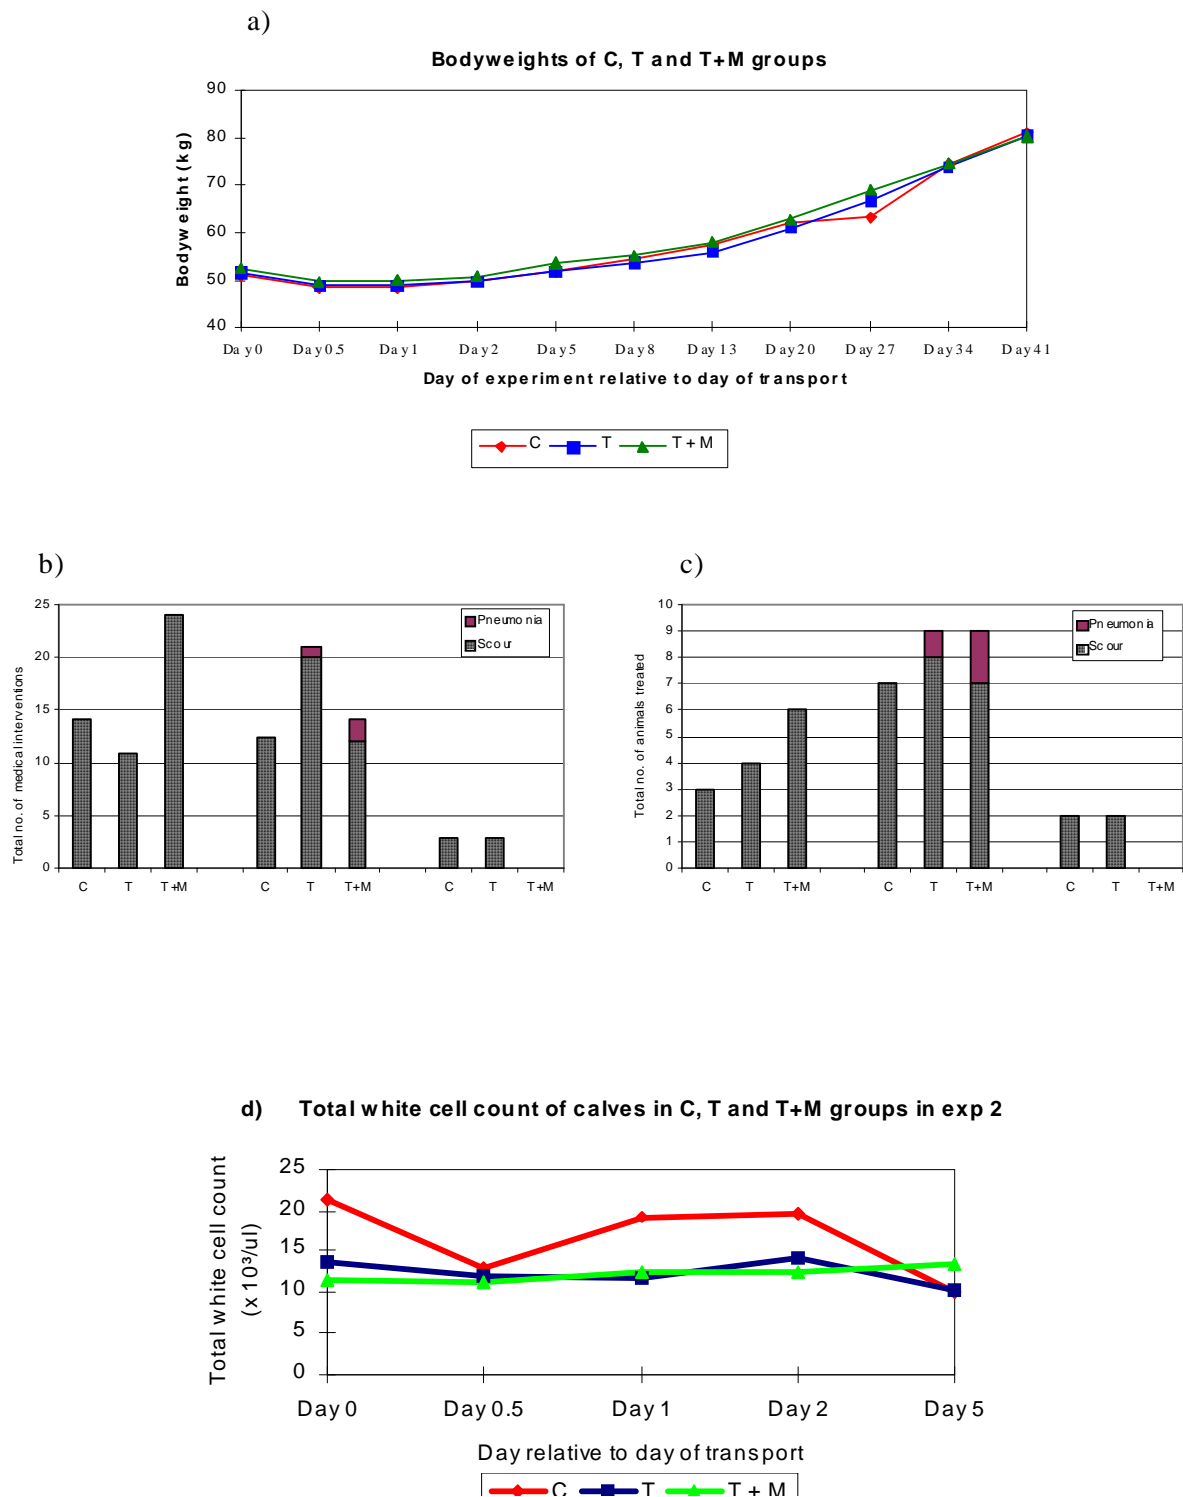 a)
Bodyweights of C, T and T+M groups
90
80
70
60
50
40
Bodyweight (kg)
Day0 Day0.5 Day1 Day2 Day5 Day8 Day13 Day20 Day27 Day34 Day41
Day of experiment relative to day of transport
C T T + M
b)
25
20
15
10
5
0
Total no. of medical interventions
Pneumonia
Scour
C T T+M C T T+M C T T+M
c)
10
9
8
7
6
5
4
3
2
1
0
Total no. of animals treated
Pneumonia
Scour
C T T+M C T T+M C T T+M
d) Total white cell count of calves in C, T and T+M groups in exp 2
25
20
15
10
5
0
Total white cell count
(x10³/ul)
Day 0 Day 0.5 Day 1 Day 2 Day 5
Day relative to day of transport
C T T + M